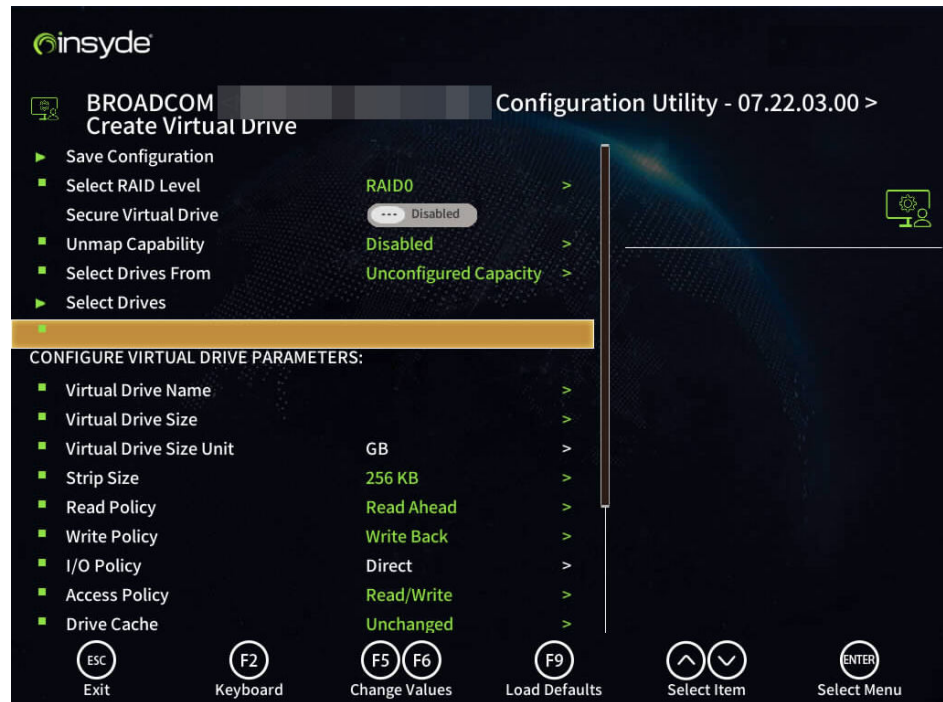 insyde
BROADCOM Configuration Utility - 07.22.03.00 >
Create Virtual Drive
Save Configuration
Select RAID Level RAID0 >
Secure Virtual Drive Disabled
Unmap Capability Disabled >
Select Drives From Unconfigured Capacity >
Select Drives
CONFIGURE VIRTUAL DRIVE PARAMETERS:
Virtual Drive Name >
Virtual Drive Size >
Virtual Drive Size Unit GB >
Strip Size 256 KB >
Read Policy Read Ahead >
Write Policy Write Back >
I/O Policy Direct >
Access Policy Read/Write >
Drive Cache Unchanged >
ESC F2 F5 F6 F9 ENTER
Exit Keyboard Change Values Load Defaults Select Item Select Menu